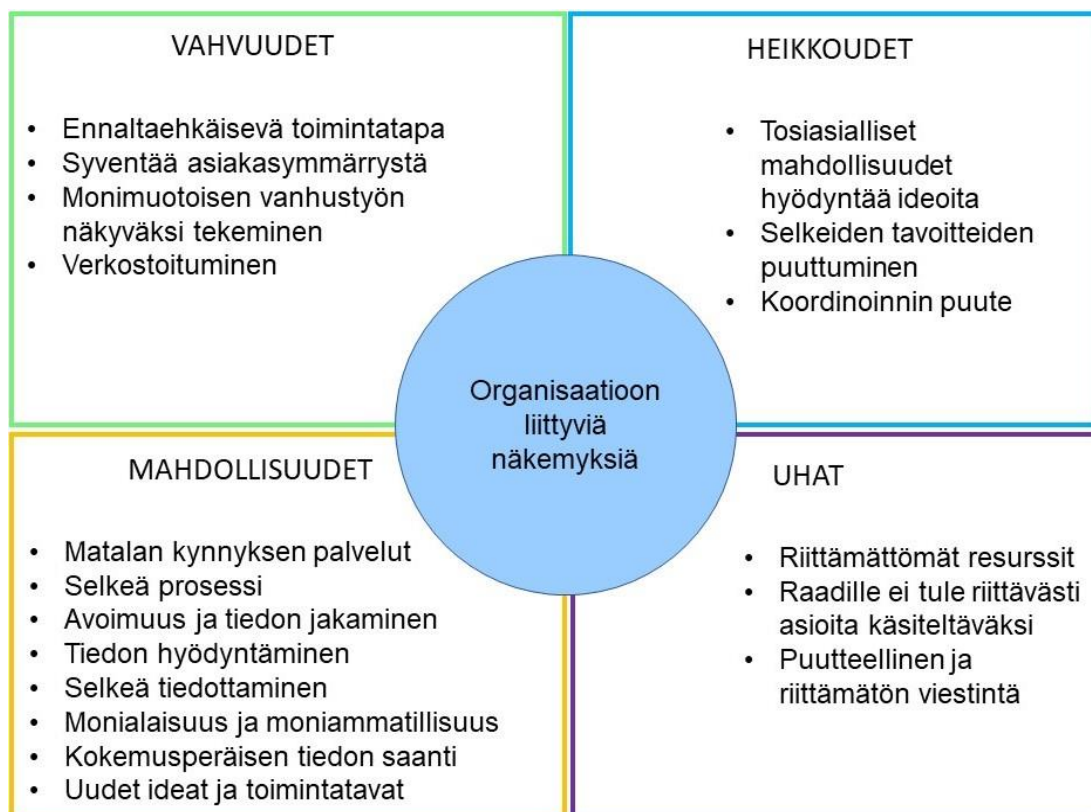 VAHVUUDET
• Ennaltaehkäisevä toimintatapa
• Syventää asiakasymmärrystä
• Monimuotoisen vanhustyön
näkyväksi tekeminen
• Verkostoituminen
HEIKKOUDET
• Tosiasialliset
mahdollisuudet
hyödyntää ideoita
• Selkeiden tavoitteiden
puuttuminen
• Koordinoinnin puute
Organisaatioon
liittyviä
näkemyksiä
MAHDOLLISUUDET
• Matalan kynnyksen palvelut
• Selkeä prosessi
• Avoimuus ja tiedon jakaminen
• Tiedon hyödyntäminen
• Selkeä tiedottaminen
• Monialaisuus ja moniammatillisuus
• Kokemusperäisen tiedon saanti
• Uudet ideat ja toimintatavat
UHAT
• Riittämättömät resurssit
• Raadille ei tule riittävästi
asioita käsiteltäväksi
• Puutteellinen ja
riittämätön viestintä